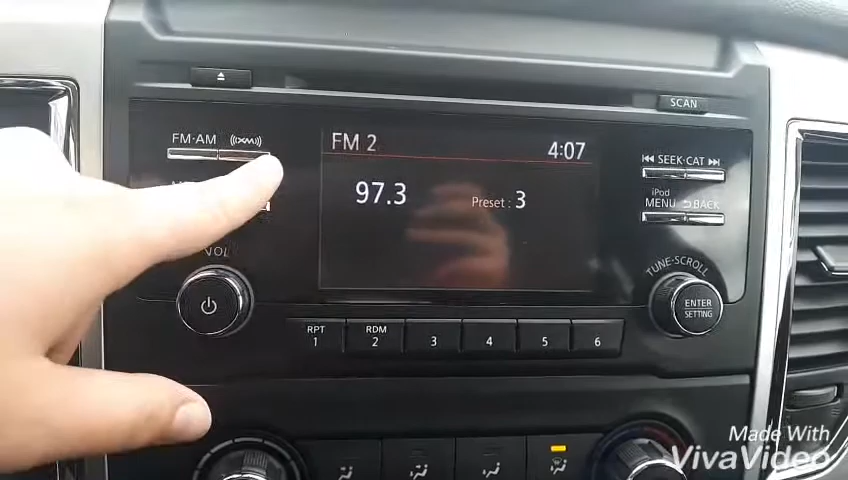 SCAN
FM·AM
(((XM)))
FM 2
4:07
SEEK·CAT
97.3
Preset : 3
iPod
MENU
BACK
VOL
TUNE·SCROLL
ENTER
SETTING
RPT
1
RDM
2
3
4
5
6
Made With
VivaVideo